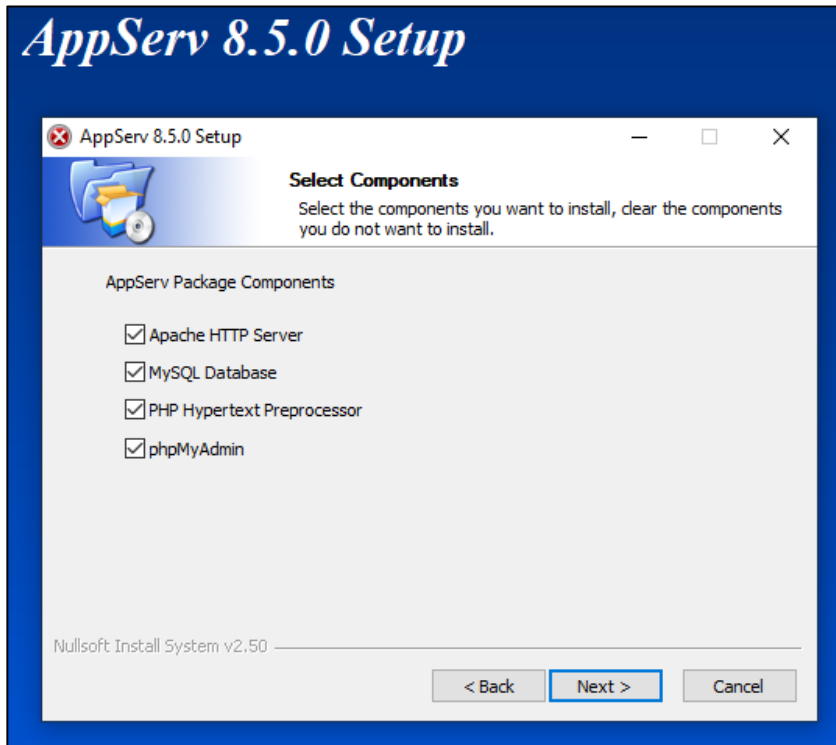 AppServ 8.5.0 Setup
AppServ 8.5.0 Setup
Select Components
Select the components you want to install, clear the components
you do not want to install.
AppServ Package Components
Apache HTTP Server
MySQL Database
PHP Hypertext Preprocessor
phpMyAdmin
Nullsoft Install System v2.50
< Back Next > Cancel